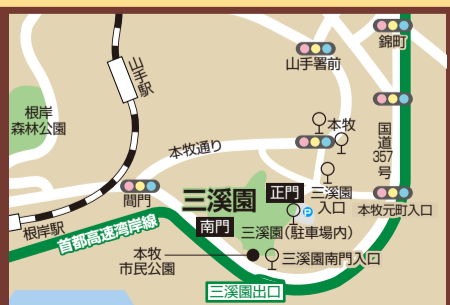 錦町
山手署前
山手駅
根岸
森林公園
本牧
国道
357
号
本牧通り
間門
三溪園
正門
三溪園
入口
P
本牧元町入口
南門
三溪園(駐車場内)
根岸駅
首都高速湾岸線
本牧
市民公園
三溪園南門入口
三溪園出口